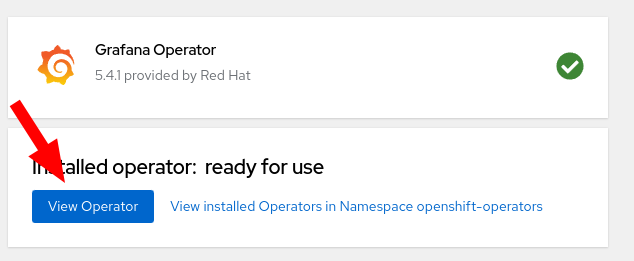 Grafana Operator
5.4.1 provided by Red Hat
Installed operator: ready for use
View Operator
View installed Operators in Namespace openshift-operators